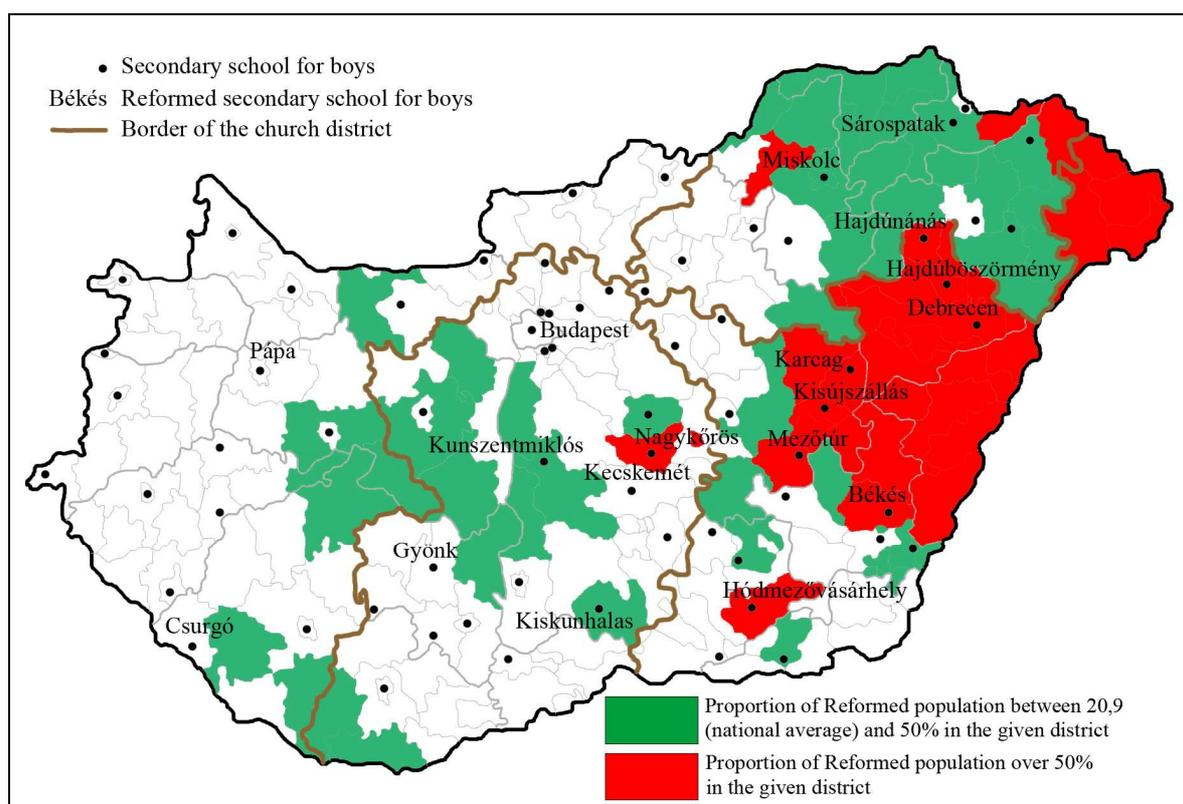 Secondary school for boys
Békés Reformed secondary school for boys
Border of the church district
Sárospatak
Miskolc
Hajdúnánás
Hajdúböszörmény
Debrecen
Budapest
Pápa
Karcag
Kisújszállás
Nagykőrös
Mezőtúr
Kunszentmiklós
Kecskemét
Békés
Gyönk
Hódmezővásárhely
Kiskunhalas
Csurgó
Proportion of Reformed population between 20,9
(national average) and 50% in the given district
Proportion of Reformed population over 50%
in the given district